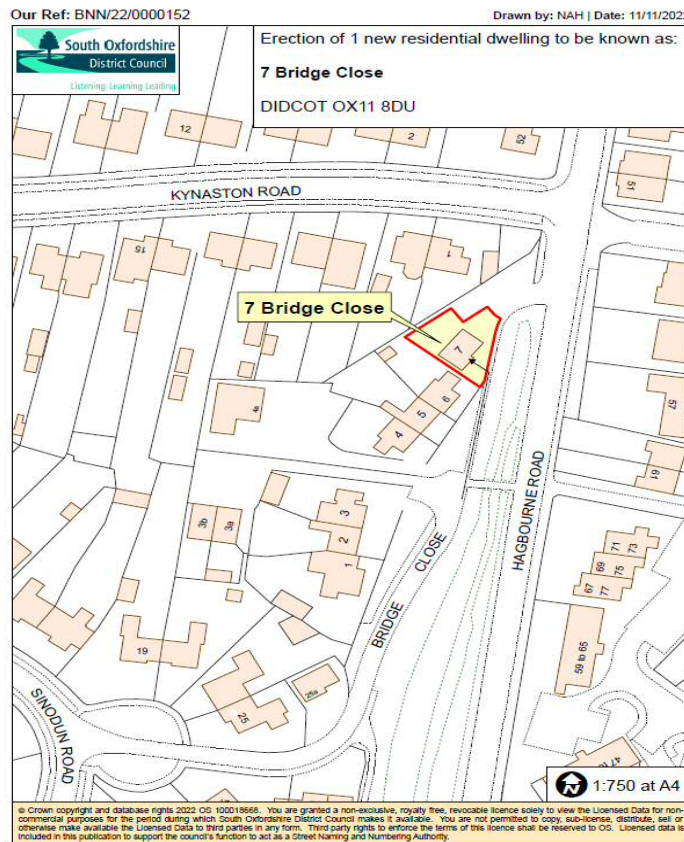 Our Ref: BNN/22/0000152
Drawn by: NAH | Date: 11/11/202
South Oxfordshire
District Council
Listening Learning Leading
Erection of 1 new residential dwelling to be known as:
7 Bridge Close
DIDCOT OX11 8DU
12
2
52
51
KYNASTON ROAD
15
1
7 Bridge Close
7
6
5
4
4a
57
61
3b
3a
3
2
1
BRIDGE CLOSE
HAGBOURNE ROAD
71
73
69
75
67
77
59 to 65
19
25
25a
SINODUN ROAD
47 to
1:750 at A4
© Crown copyright and database rights 2022 OS 100018668. You are granted a non-exclusive, royalty free, revocable licence solely to view the Licensed Data for non-
commercial purposes for the period during which South Oxfordshire District Council makes it available. You are not permitted to copy, sub-license, distribute, sell or
otherwise make available the Licensed Data to third parties in any form. Third party rights to enforce the terms of this licence shall be reserved to OS. Licensed data is
included in this publication to support the council's function to act as a Street Naming and Numbering Authority.